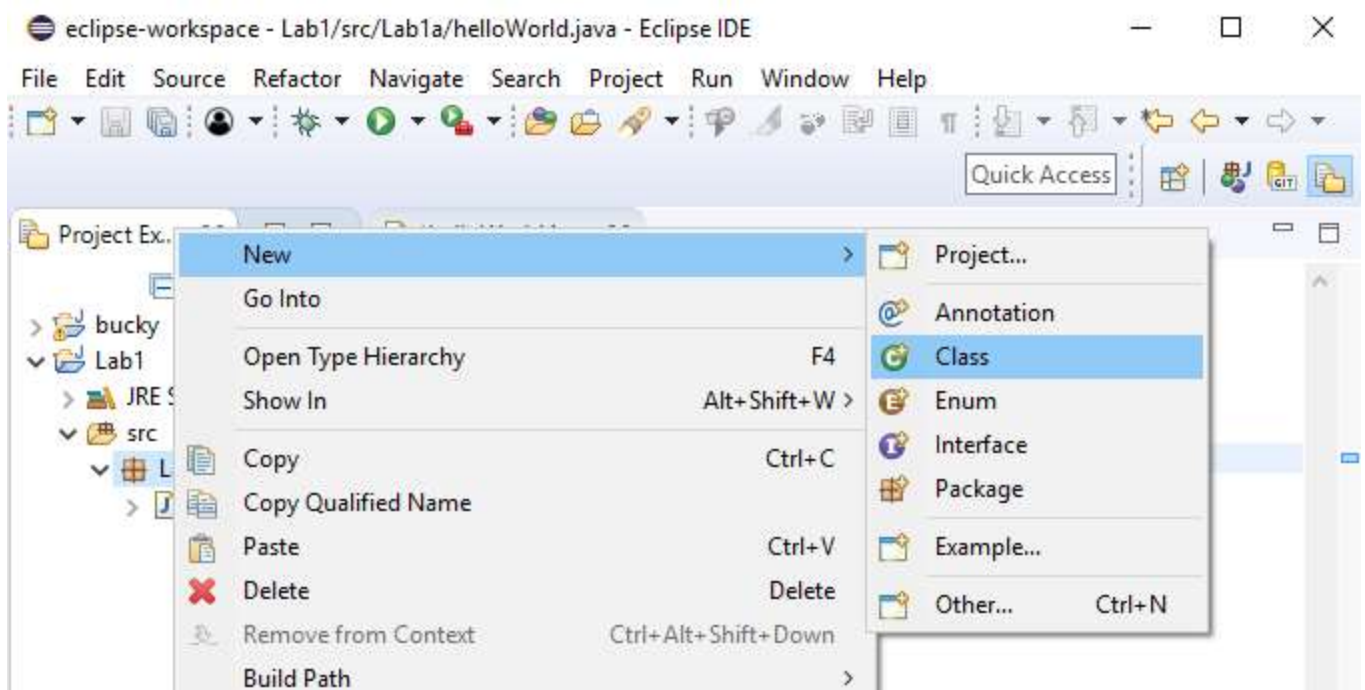 eclipse-workspace - Lab1/src/Lab1a/helloWorld.java - Eclipse IDE
File Edit Source Refactor Navigate Search Project Run Window Help
Quick Access
GIT
Project Ex..
bucky
Lab1
JRE S
src
L
J
New
Go Into
Open Type Hierarchy F4
Show In Alt+Shift+W >
Copy Ctrl+C
Copy Qualified Name
Paste Ctrl+V
Delete Delete
Remove from Context Ctrl+Alt+Shift+Down
Build Path
Project...
Annotation
Class
Enum
Interface
Package
Example...
Other... Ctrl+N